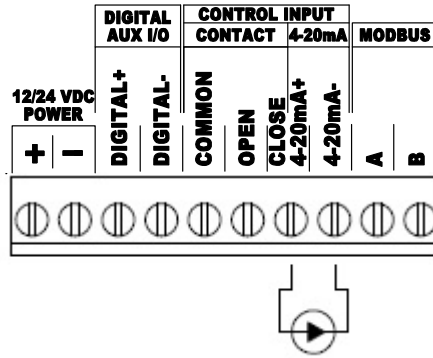 DIGITAL
AUX I/O
CONTROL INPUT
CONTACT
4-20mA
MODBUS
12/24 VDC
POWER
+
−
DIGITAL+
DIGITAL-
COMMON
OPEN
CLOSE
4-20mA+
4-20mA-
A
B